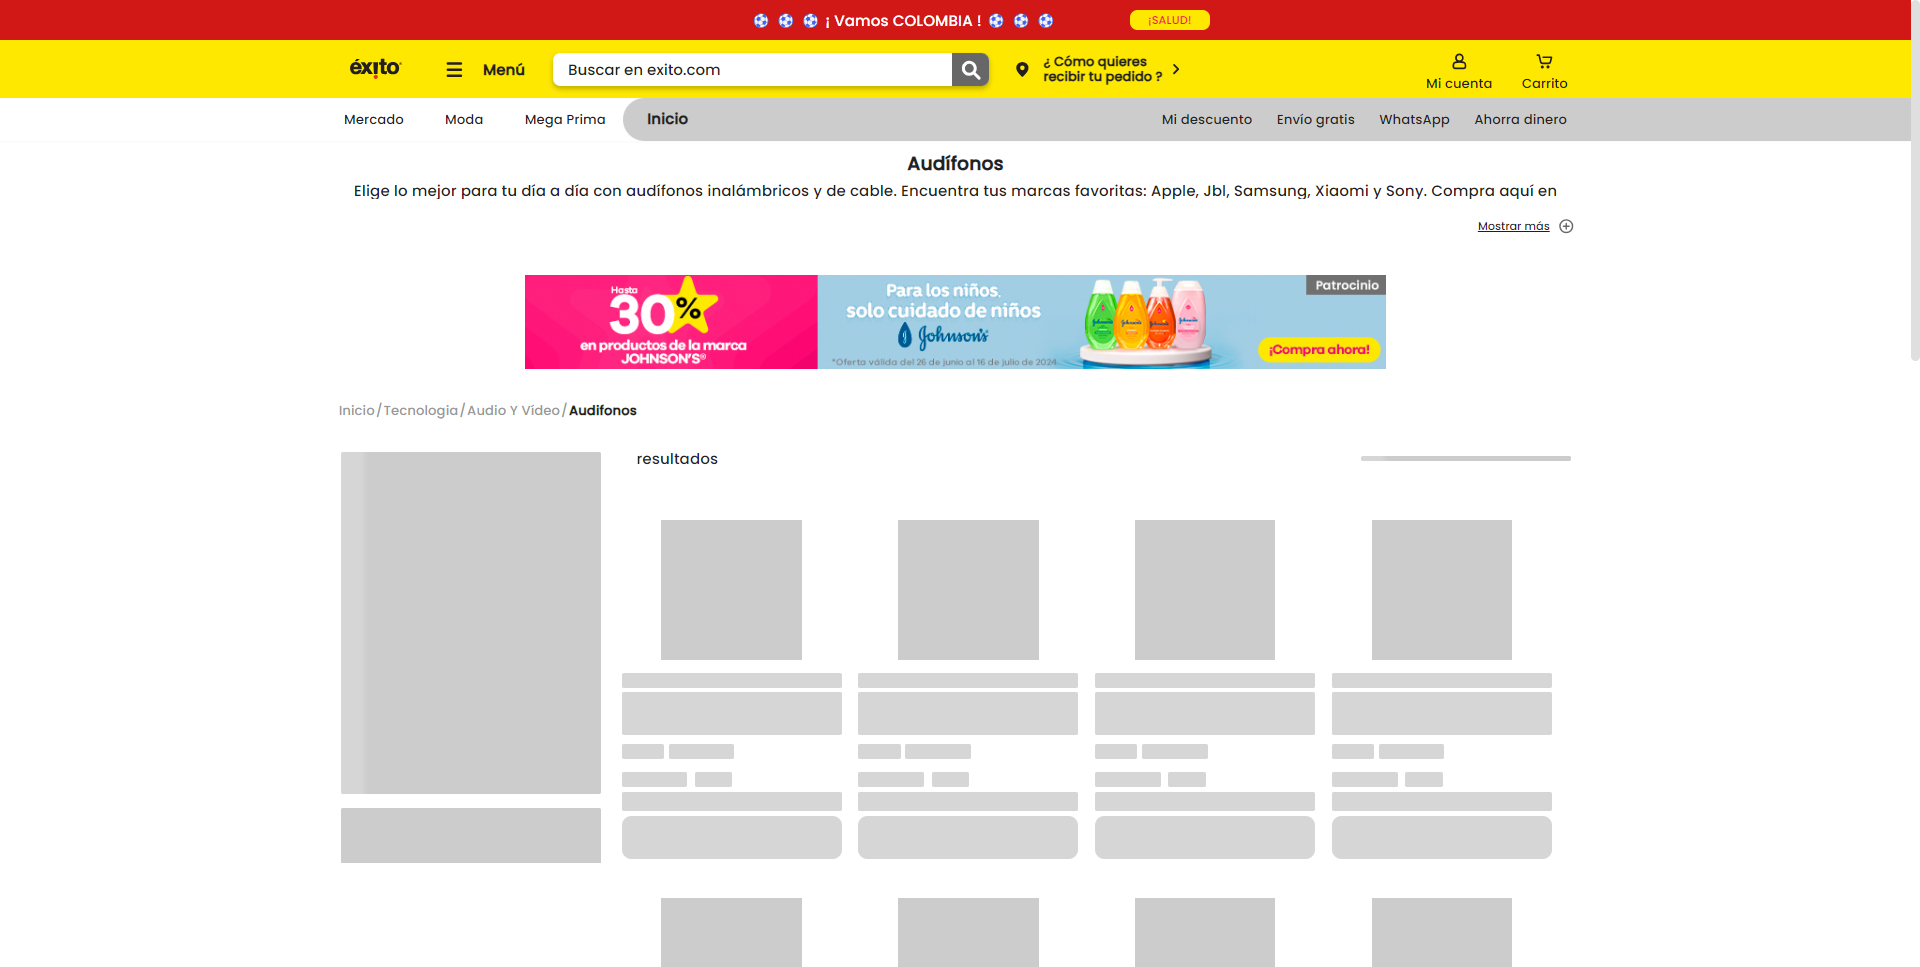 ¡ Vamos COLOMBIA !
¡SALUD!
éxito
Menú
Buscar en exito.com
¿ Cómo quieres
recibir tu pedido ?
Mi cuenta
Carrito
Mercado
Moda
Mega Prima
Inicio
Mi descuento
Envío gratis
WhatsApp
Ahorra dinero
Audífonos
Elige lo mejor para tu día a día con audífonos inalámbricos y de cable. Encuentra tus marcas favoritas: Apple, Jbl, Samsung, Xiaomi y Sony. Compra aquí en
Mostrar más
Hasta
30%
en productos de la marca
JOHNSON'S®
Para los niños,
solo cuidado de niños
Johnson's
*Oferta válida del 26 de junio al 16 de julio de 2024
Patrocinio
¡Compra ahora!
Inicio/Tecnologia/Audio Y Vídeo/Audifonos
resultados